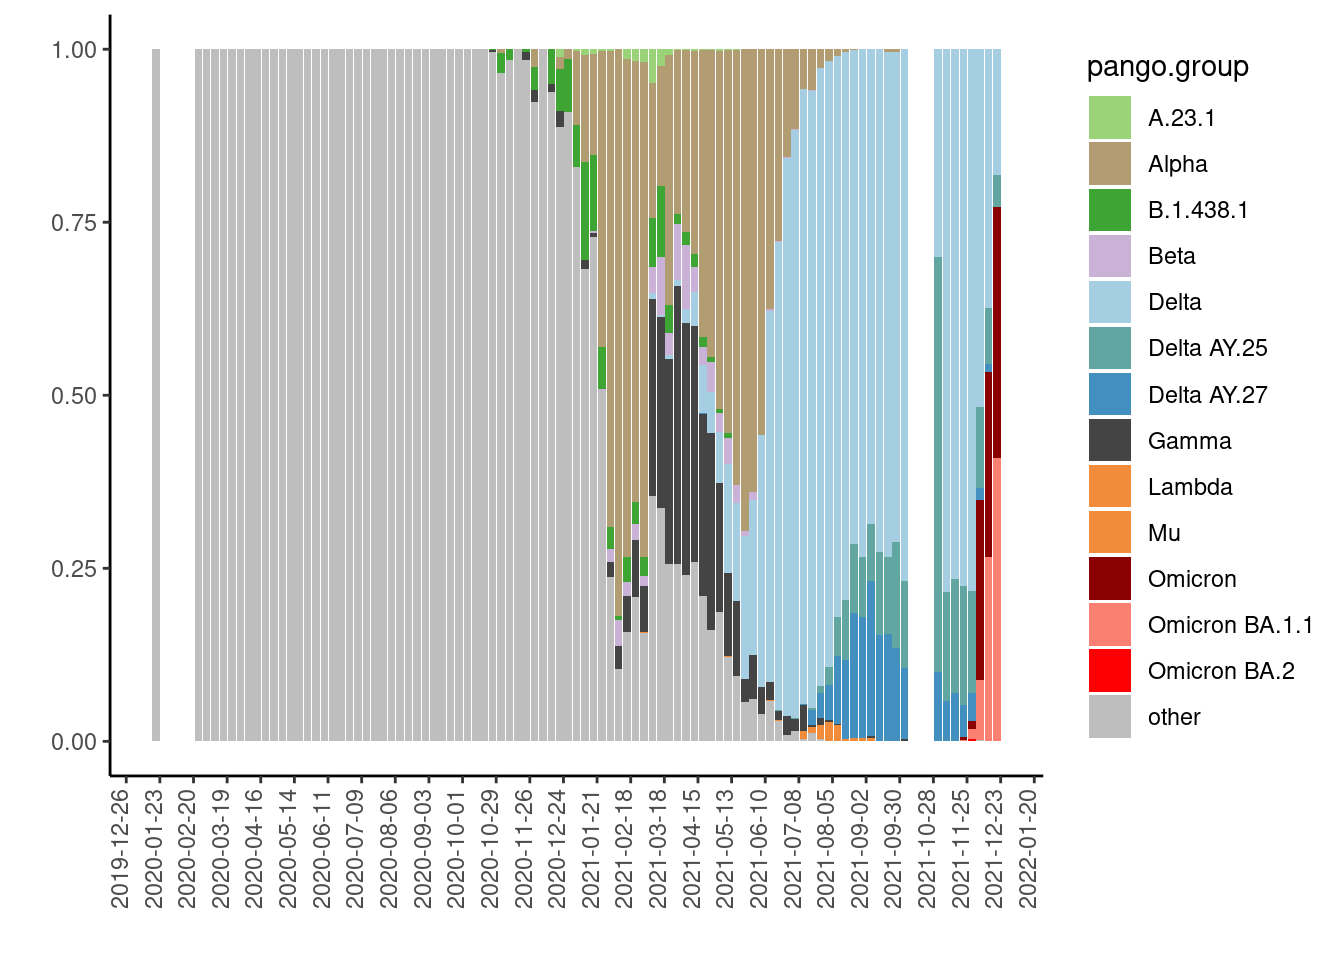 pango.group
A.23.1
Alpha
B.1.438.1
Beta
Delta
Delta AY.25
Delta AY.27
Gamma
Lambda
Mu
Omicron
Omicron BA.1.1
Omicron BA.2
other
1.00
0.75
0.50
0.25
0.00
2019-12-26
2020-01-23
2020-02-20
2020-03-19
2020-04-16
2020-05-14
2020-06-11
2020-07-09
2020-08-06
2020-09-03
2020-10-01
2020-10-29
2020-11-26
2020-12-24
2021-01-21
2021-02-18
2021-03-18
2021-04-15
2021-05-13
2021-06-10
2021-07-08
2021-08-05
2021-09-02
2021-09-30
2021-10-28
2021-11-25
2021-12-23
2022-01-20